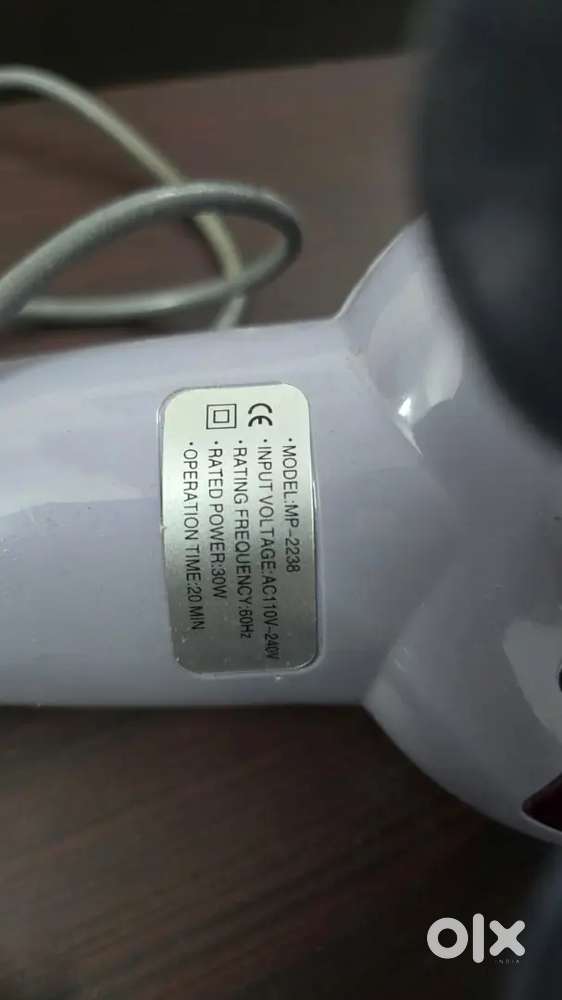 ·MODEL:MP-2238
CE ·INPUT VOLTAGE:AC110V~240V
·RATING FREQUENCY:60Hz
·RATED POWER:30W
·OPERATION TIME:20 MIN
OLX
INDIA